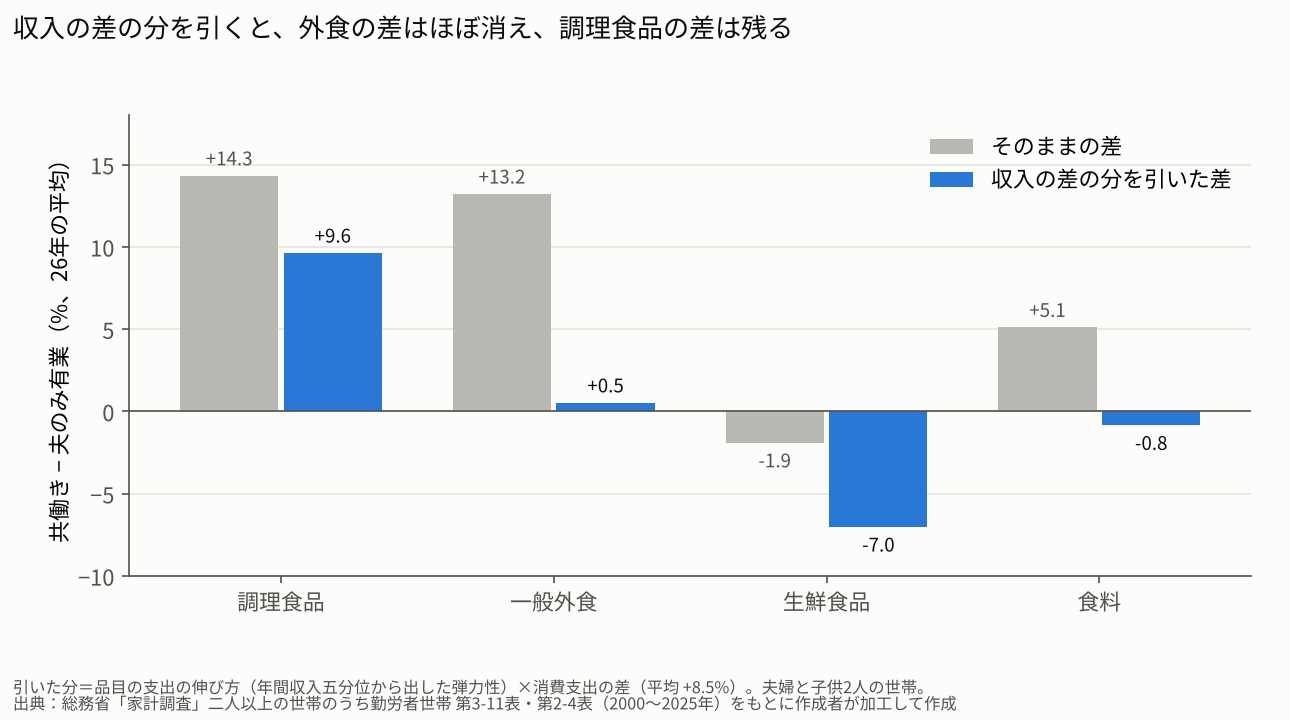 収入の差の分を引くと、外食の差はほぼ消え、調理食品の差は残る
共働き − 夫のみ有業（%、26年の平均）
15
10
5
0
−5
−10
+14.3
+9.6
+13.2
+0.5
-1.9
-7.0
+5.1
-0.8
そのままの差
収入の差の分を引いた差
調理食品
一般外食
生鮮食品
食料
引いた分＝品目の支出の伸び方（年間収入五分位から出した弾力性）×消費支出の差（平均 +8.5%）。夫婦と子供2人の世帯。
出典：総務省「家計調査」二人以上の世帯のうち勤労者世帯 第3-11表・第2-4表（2000〜2025年）をもとに作成者が加工して作成